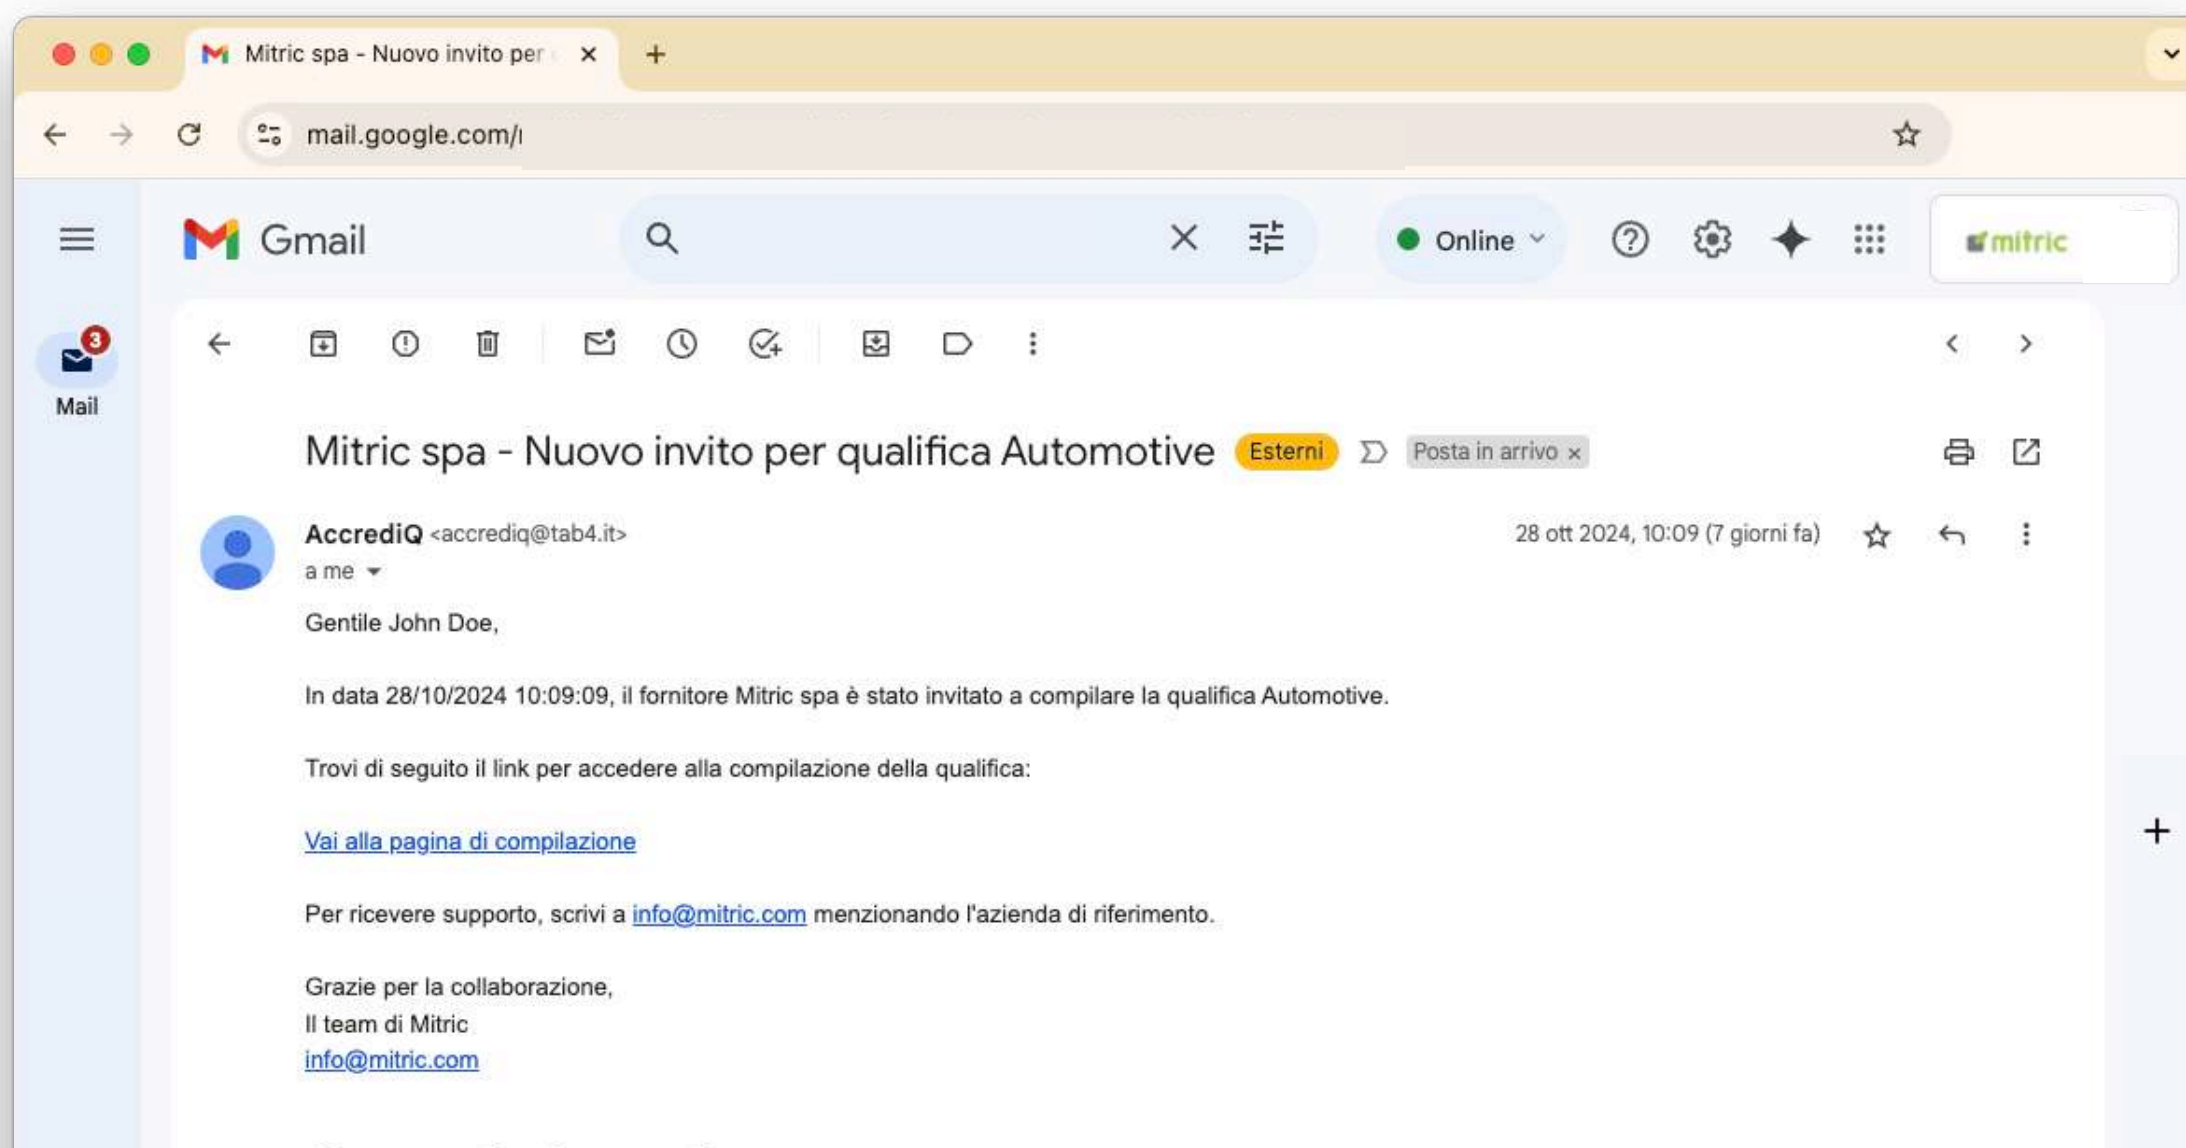 Mitric spa - Nuovo invito per
mail.google.com/
Gmail
Online
mitric
3
Mail
Mitric spa - Nuovo invito per qualifica Automotive Esterni Posta in arrivo ×
AccrediQ <accrediq@tab4.it> 28 ott 2024, 10:09 (7 giorni fa)
a me
Gentile John Doe,
In data 28/10/2024 10:09:09, il fornitore Mitric spa è stato invitato a compilare la qualifica Automotive.
Trovi di seguito il link per accedere alla compilazione della qualifica:
Vai alla pagina di compilazione
Per ricevere supporto, scrivi a info@mitric.com menzionando l'azienda di riferimento.
Grazie per la collaborazione,
Il team di Mitric
info@mitric.com